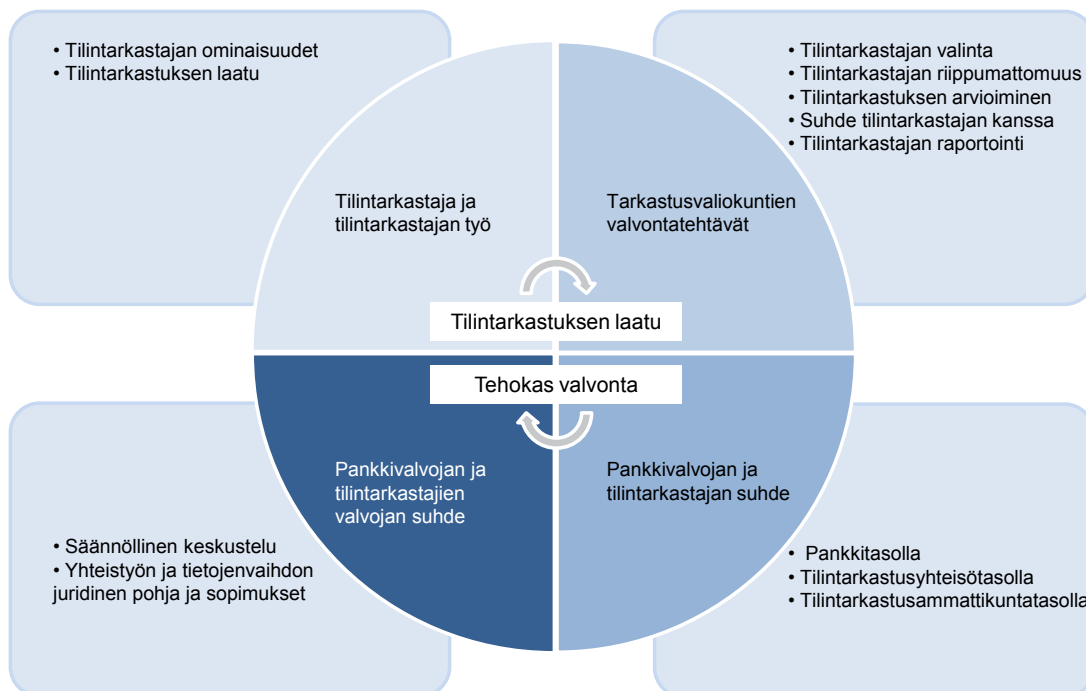 • Tilintarkastajan ominaisuudet
• Tilintarkastuksen laatu
• Tilintarkastajan valinta
• Tilintarkastajan riippumattomuus
• Tilintarkastuksen arvioiminen
• Suhde tilintarkastajan kanssa
• Tilintarkastajan raportointi
Tilintarkastaja ja
tilintarkastajan työ
Tarkastusvaliokuntien
valvontatehtävät
Tilintarkastuksen laatu
Tehokas valvonta
Pankkivalvojan ja
tilintarkastajien
valvojan suhde
Pankkivalvojan ja
tilintarkastajan suhde
• Säännöllinen keskustelu
• Yhteistyön ja tietojenvaihdon
juridinen pohja ja sopimukset
• Pankkitasolla
• Tilintarkastusyhteisötasolla
• Tilintarkastusammattikuntatasolla